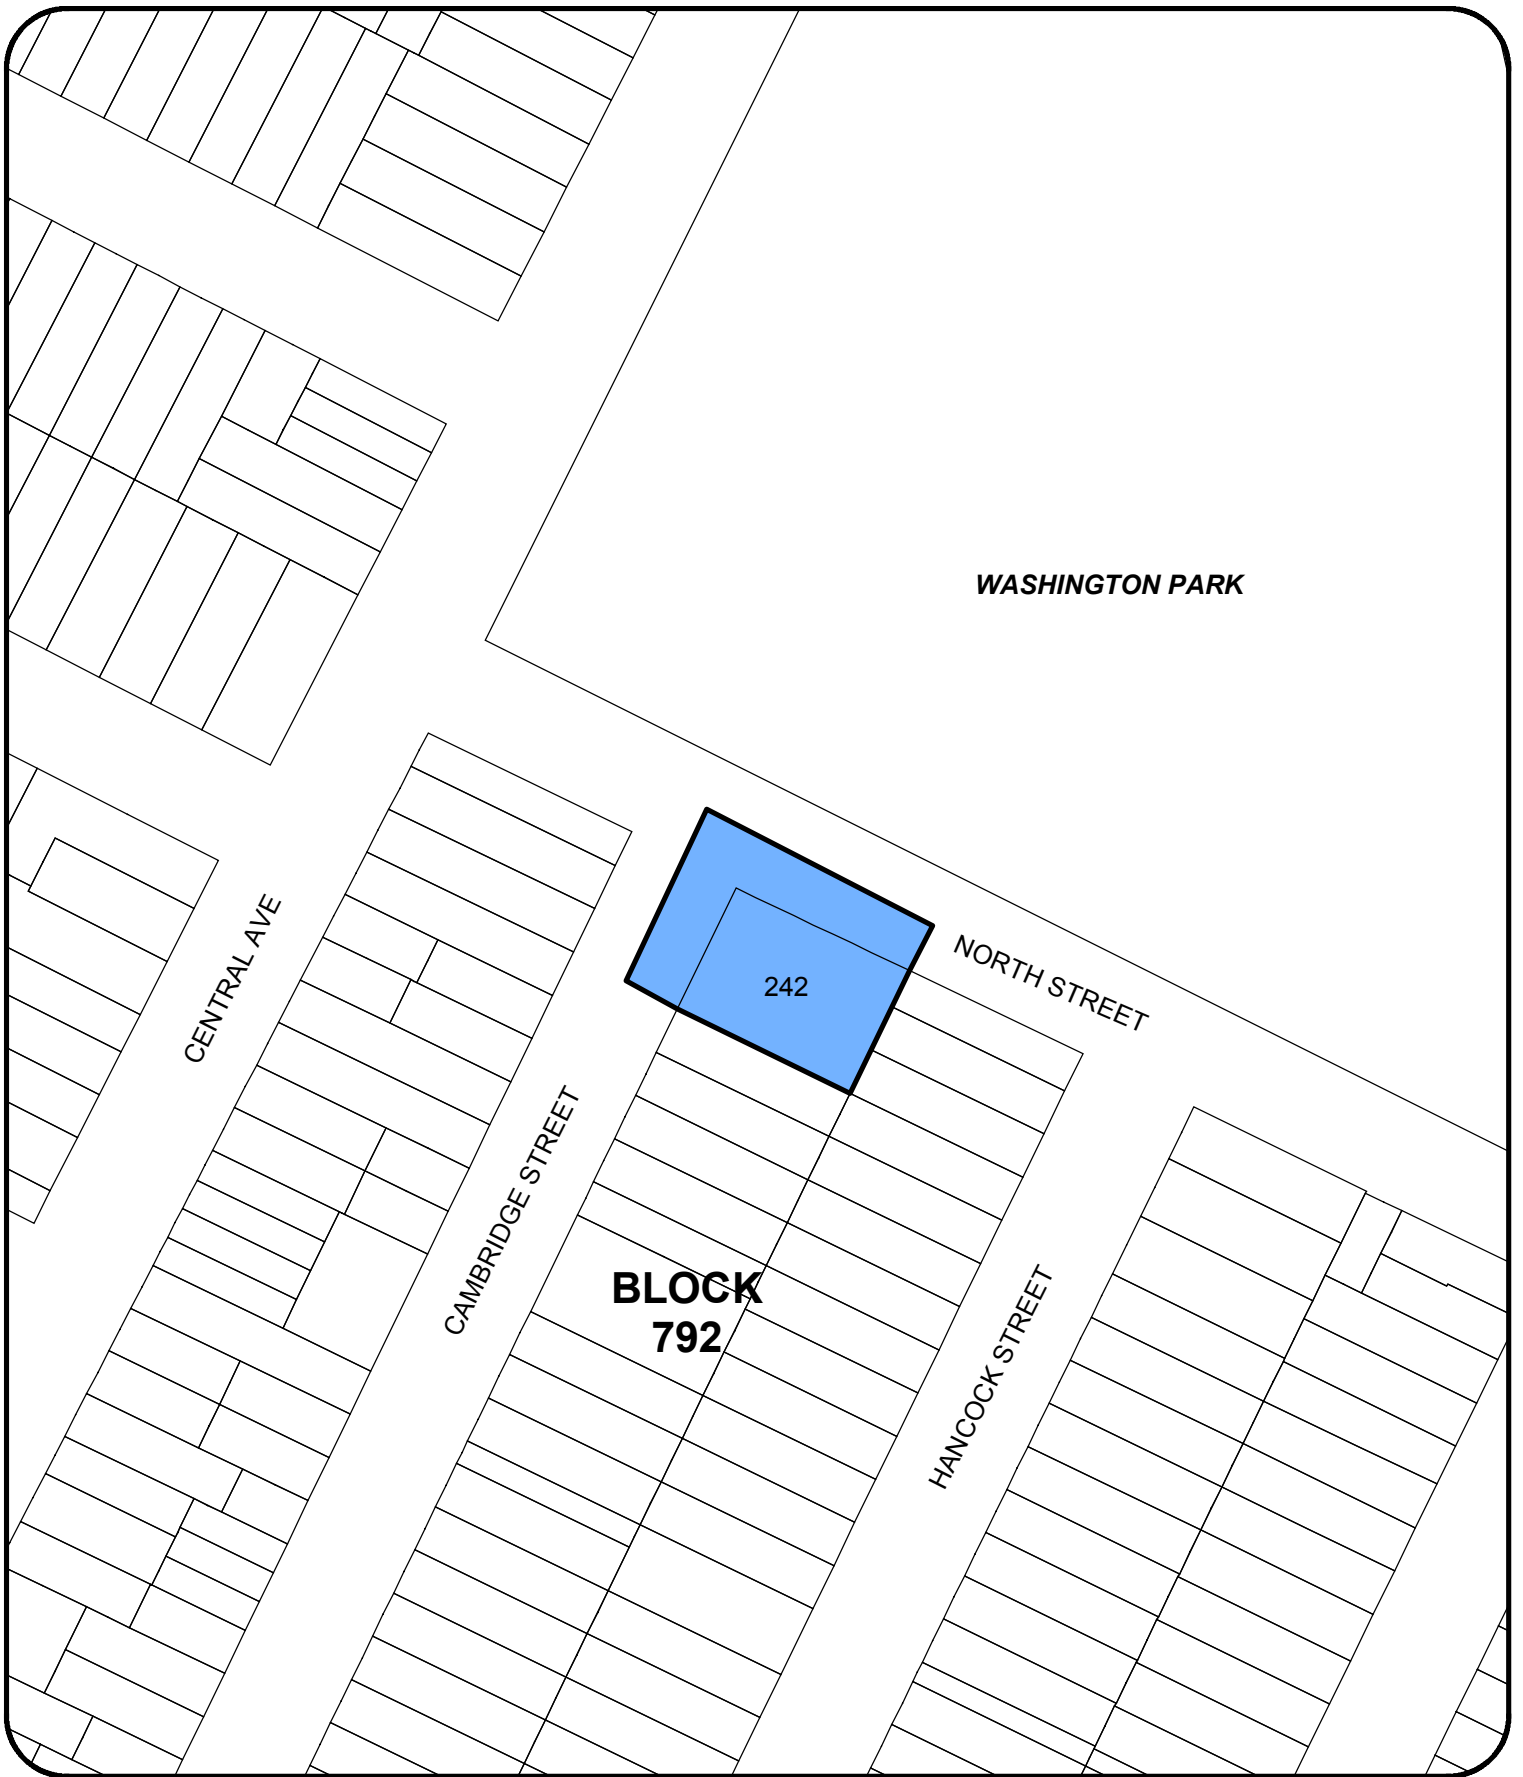 WASHINGTON PARK
CENTRAL AVE
242
NORTH STREET
CAMBRIDGE STREET
BLOCK
792
HANCOCK STREET